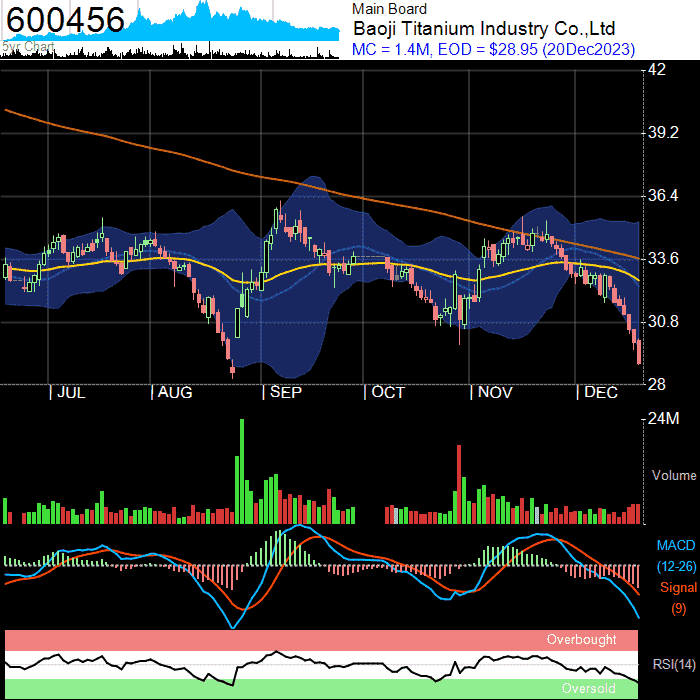 600456
5yr Chart
Main Board
Baoji Titanium Industry Co.,Ltd
MC = 1.4M, EOD = $28.95 (20Dec2023)
42
39.2
36.4
33.6
30.8
28
| JUL | AUG | SEP | OCT | NOV | DEC
24M
Volume
MACD
(12-26)
Signal
(9)
Overbought
RSI(14)
Oversold